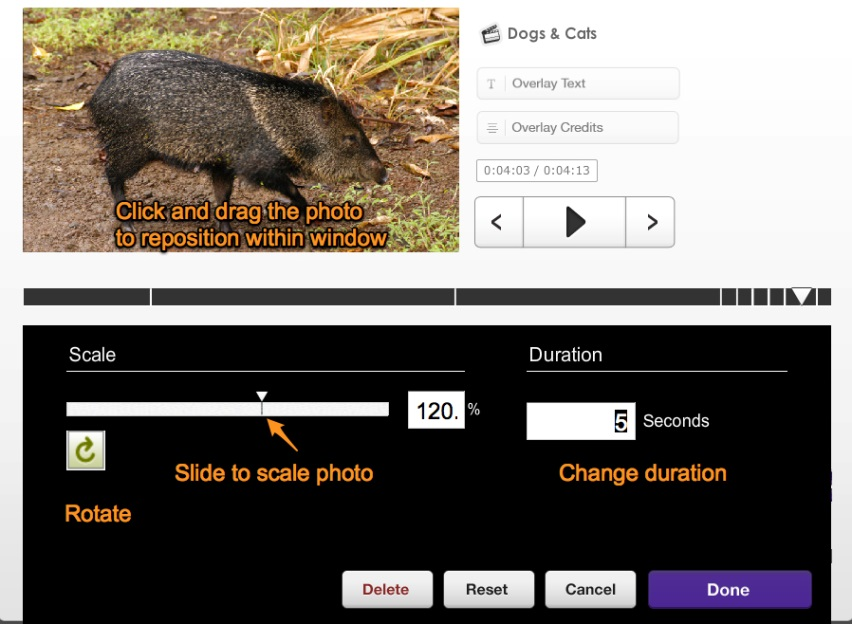 Dogs & Cats
T Overlay Text
Overlay Credits
0:04:03 / 0:04:13
Click and drag the photo
to reposition within window
< >
Scale
Duration
120. %
5 Seconds
Slide to scale photo
Change duration
Rotate
Delete Reset Cancel Done